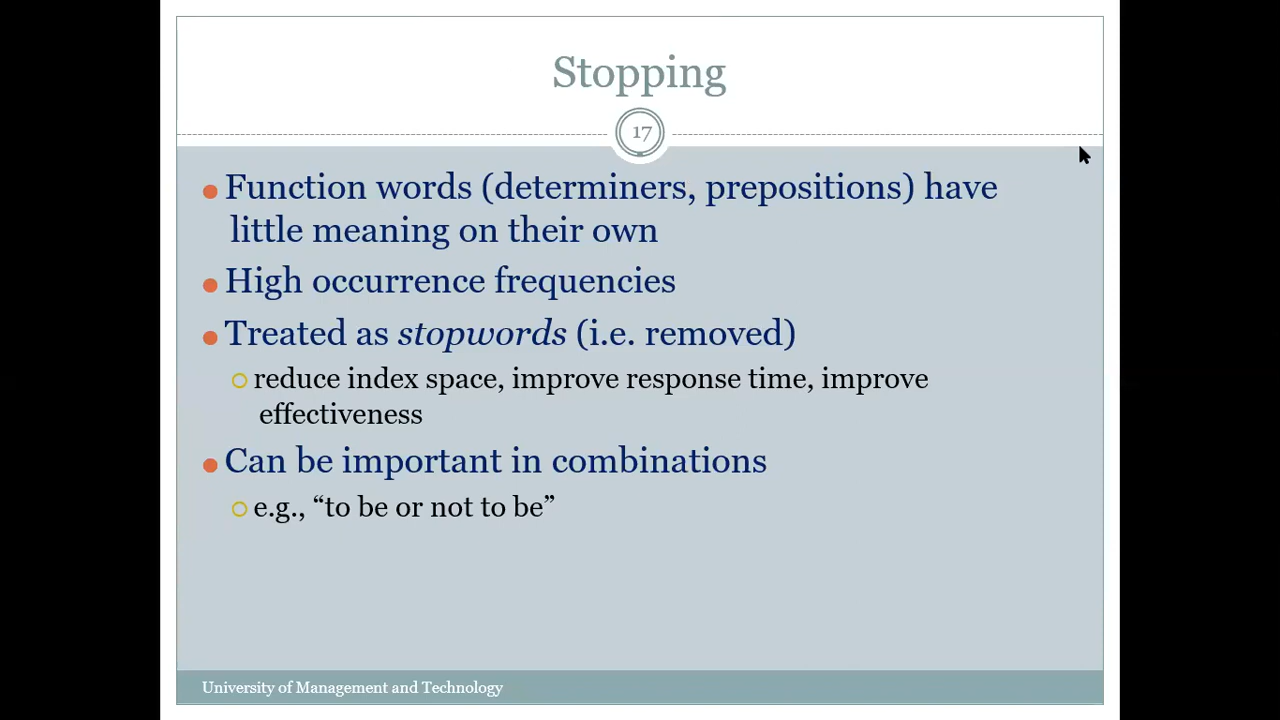 Stopping
17
Function words (determiners, prepositions) have
little meaning on their own
High occurrence frequencies
Treated as stopwords (i.e. removed)
reduce index space, improve response time, improve
effectiveness
Can be important in combinations
e.g., “to be or not to be”
University of Management and Technology